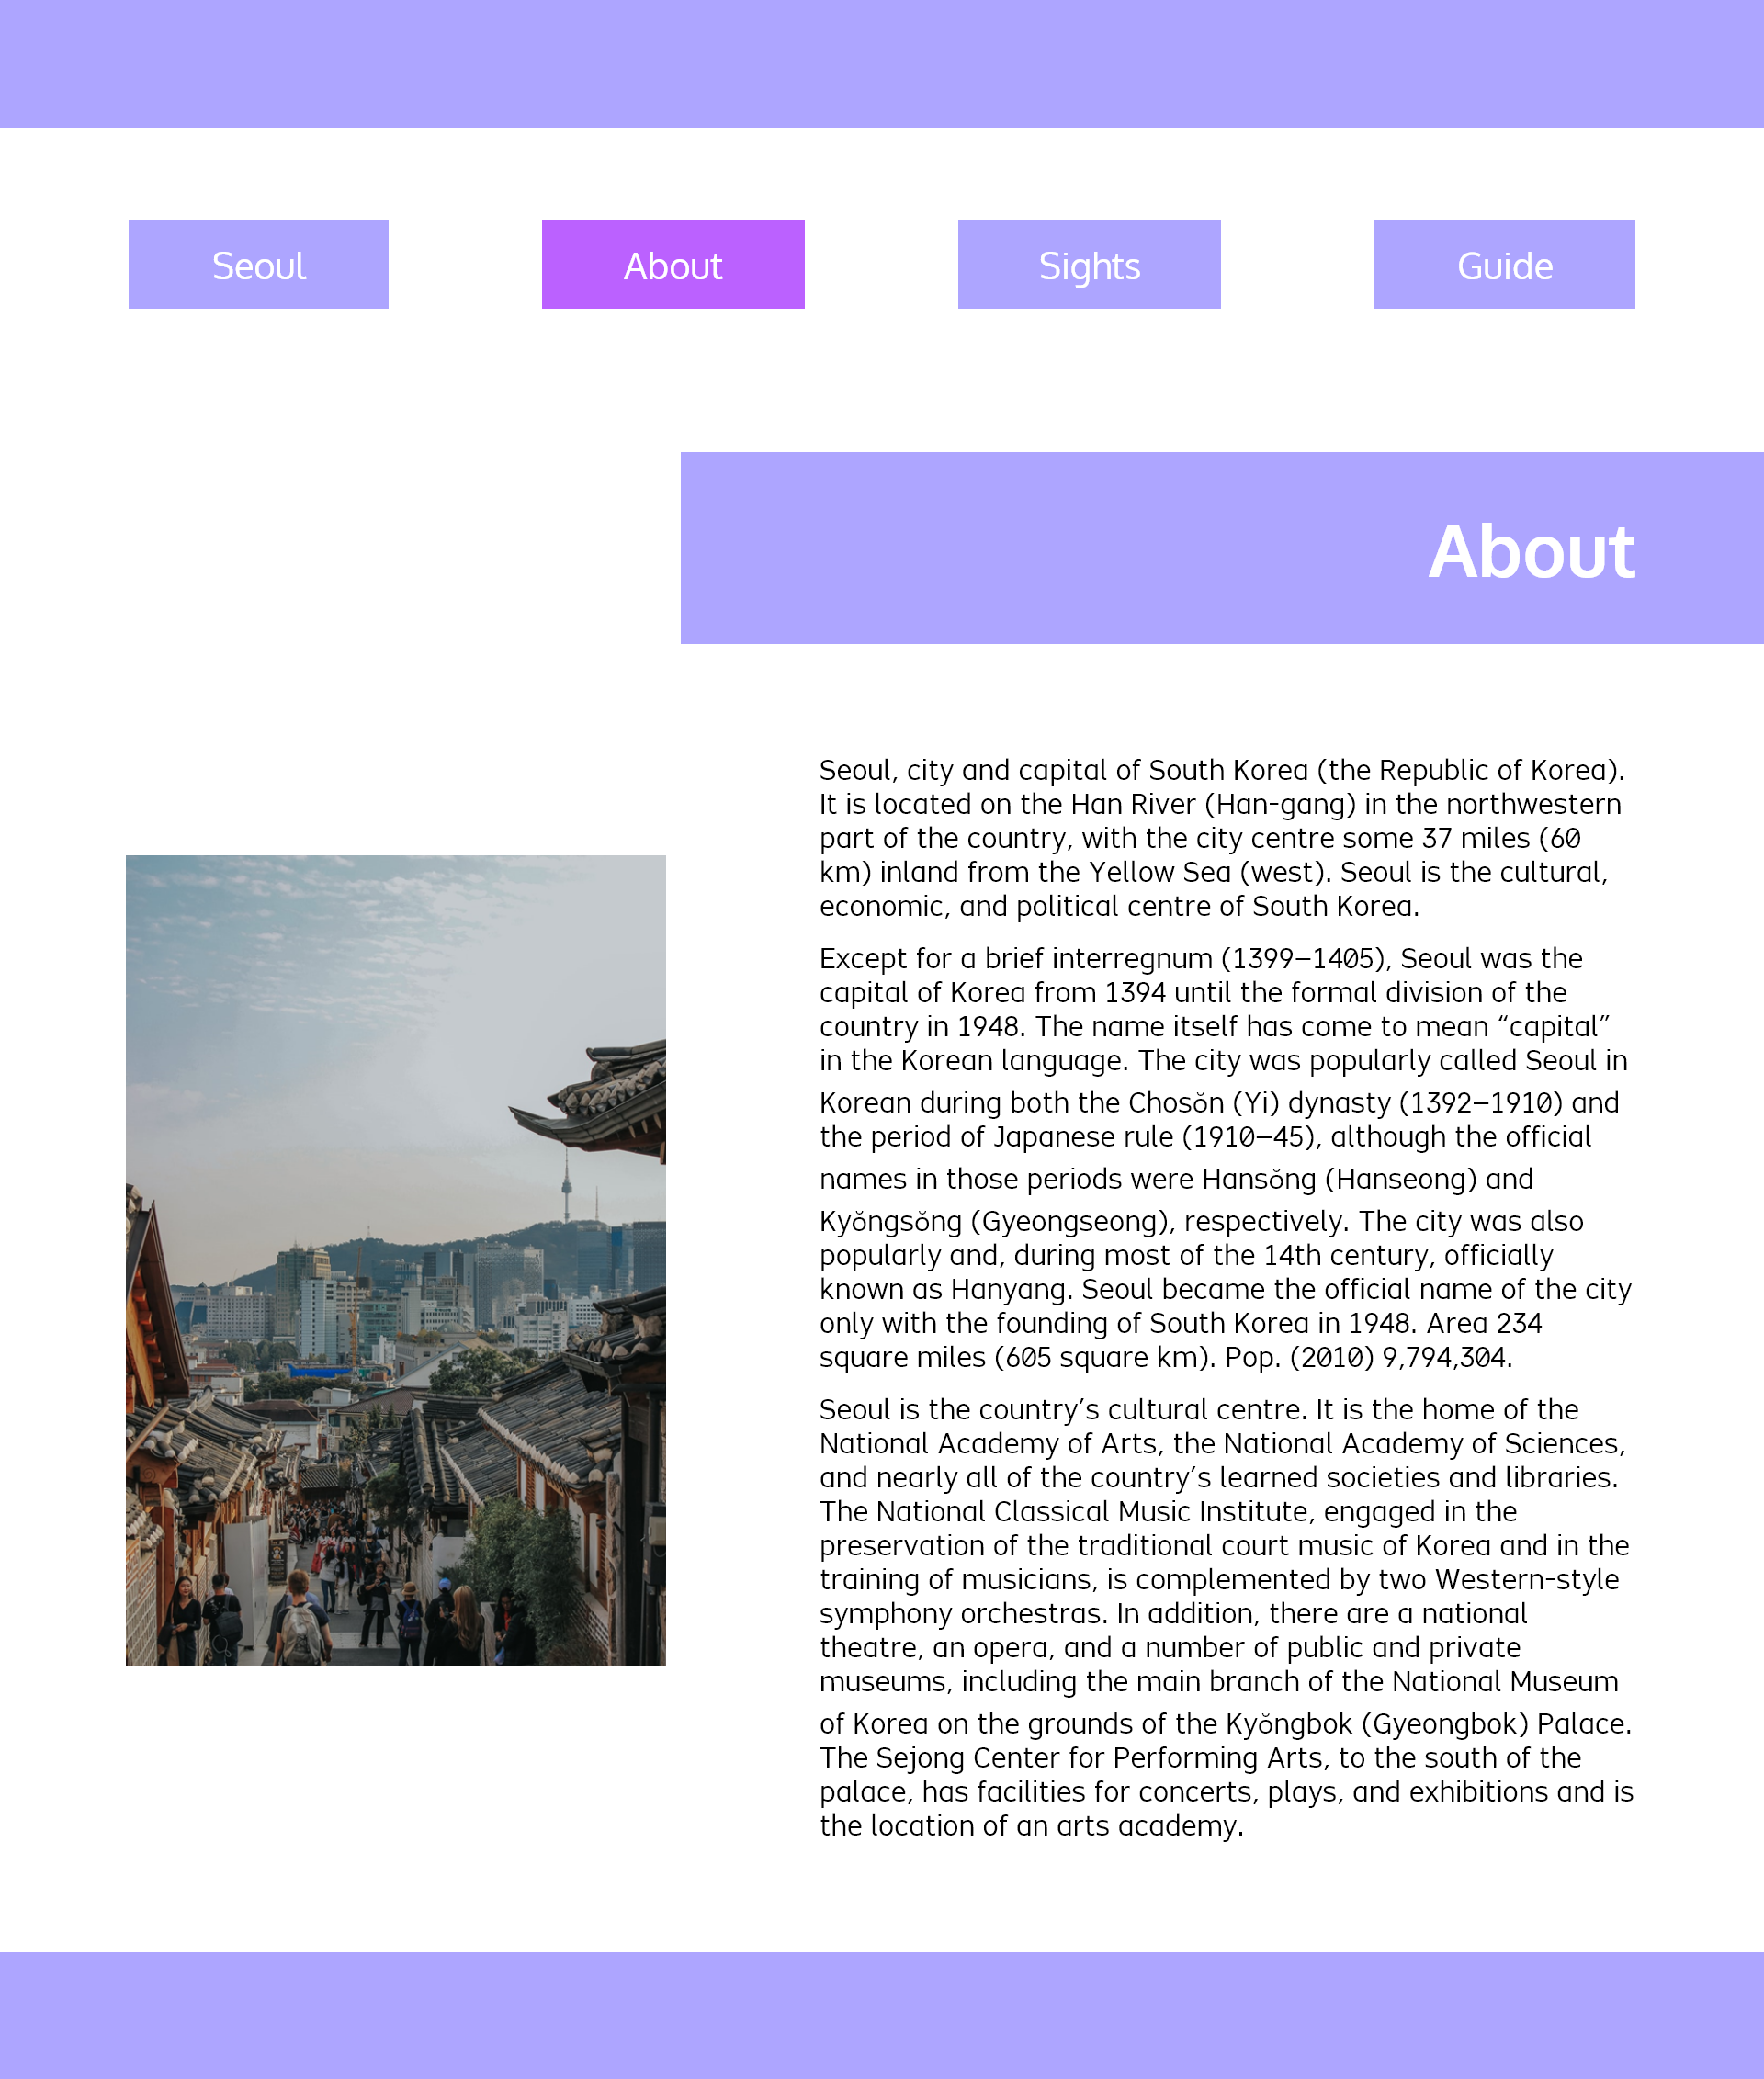 Seoul
About
Sights
Guide
About
Seoul, city and capital of South Korea (the Republic of Korea).
It is located on the Han River (Han-gang) in the northwestern
part of the country, with the city centre some 37 miles (60
km) inland from the Yellow Sea (west). Seoul is the cultural,
economic, and political centre of South Korea.
Except for a brief interregnum (1399–1405), Seoul was the
capital of Korea from 1394 until the formal division of the
country in 1948. The name itself has come to mean “capital”
in the Korean language. The city was popularly called Seoul in
Korean during both the Chosŏn (Yi) dynasty (1392–1910) and
the period of Japanese rule (1910–45), although the official
names in those periods were Hansŏng (Hanseong) and
Kyŏngsŏng (Gyeongseong), respectively. The city was also
popularly and, during most of the 14th century, officially
known as Hanyang. Seoul became the official name of the city
only with the founding of South Korea in 1948. Area 234
square miles (605 square km). Pop. (2010) 9,794,304.
Seoul is the country’s cultural centre. It is the home of the
National Academy of Arts, the National Academy of Sciences,
and nearly all of the country’s learned societies and libraries.
The National Classical Music Institute, engaged in the
preservation of the traditional court music of Korea and in the
training of musicians, is complemented by two Western-style
symphony orchestras. In addition, there are a national
theatre, an opera, and a number of public and private
museums, including the main branch of the National Museum
of Korea on the grounds of the Kyŏngbok (Gyeongbok) Palace.
The Sejong Center for Performing Arts, to the south of the
palace, has facilities for concerts, plays, and exhibitions and is
the location of an arts academy.